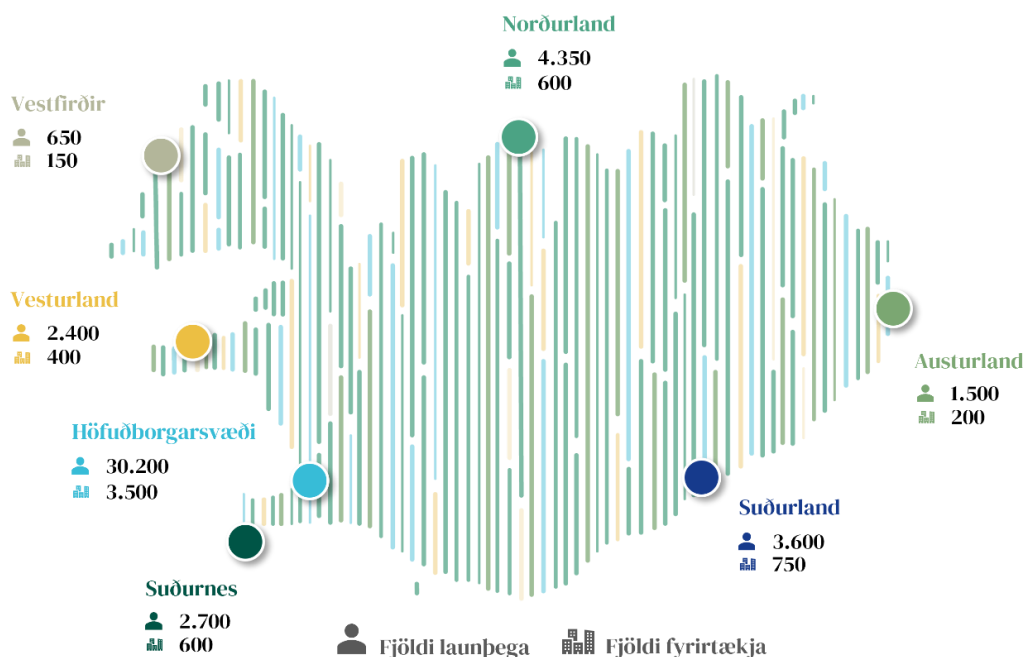 Norðurland
4.350
600
Vestfirðir
650
150
Vesturland
2.400
400
Austurland
1.500
200
Höfuðborgarsvæði
30.200
3.500
Suðurland
3.600
750
Suðurnes
2.700
600
Fjöldi launþega
Fjöldi fyrirtækja